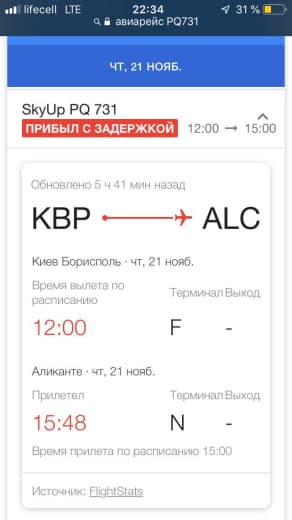 lifecell LTE 22:34 31 %
авиарейс PQ731
ЧТ, 21 НОЯБ.
SkyUp PQ 731
ПРИБЫЛ С ЗАДЕРЖКОЙ 12:00 → 15:00
Обновлено 5 ч 41 мин назад
KBP ALC
Киев Борисполь · чт, 21 нояб.
Время вылета по
расписанию
Терминал Выход
12:00 F -
Аликанте · чт, 21 нояб.
Прилетел Терминал Выход
15:48 N -
Время прилета по расписанию 15:00
Источник: FlightStats